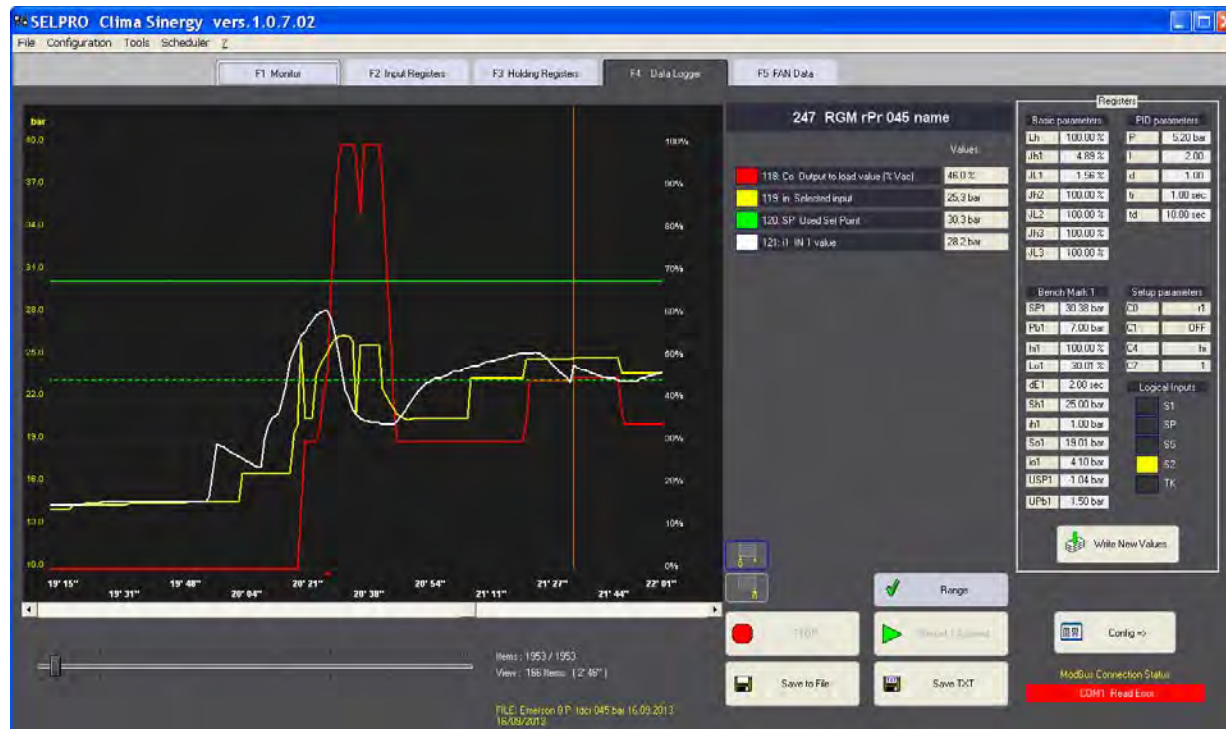 SELPRO Clima Sinergy vers.1.0.7.02
File Configuration Tools Scheduler ?
F1 Monitor F2 Input Registers F3 Holding Registers F4 Data Logger F5 FAN Data
bar
40.0
37.0
34.0
31.0
28.0
25.0
22.0
19.0
16.0
13.0
10.0
100%
90%
80%
70%
60%
50%
40%
30%
20%
10%
0%
19' 15" 19' 48" 20' 21" 20' 54" 21' 27" 22' 01"
19' 31" 20' 04" 20' 38" 21' 11" 21' 44"
Items : 1953 / 1953
View : 166 Items ( 2' 46" )
FILE: Emerson 9 P 045 bar 16.09.2013
16/09/2013
247 RGM rPr 045 name
Values
118: Co Output to load value (% Vac) 46.0 %
119: in Selected input 25.3 bar
120: SP Used Set Point 30.3 bar
121: i1 IN 1 value 28.2 bar
Range
STOP
Save to File Save TXT
Registers
Basic parameters PID parameters
Lh 100.00 % P 5.20 bar
Jh1 4.89 % I 2.00
JL1 1.56 % d 1.00
Jh2 100.00 % ti 1.00 sec
JL2 100.00 % td 10.00 sec
Jh3 100.00 %
JL3 100.00 %
Bench Mark 1 Setup parameters
SP1 30.38 bar C0 r1
Pb1 7.00 bar C1 OFF
hi1 100.00 % C4 hi
Lo1 30.01 % C7 1
dE1 2.00 sec Logical Inputs
Sh1 25.00 bar S1
ih1 1.00 bar SP
So1 19.01 bar S5
io1 4.10 bar S2
USP1 -1.04 bar TK
UPb1 1.50 bar
Write New Values
Config =>
ModBus Connection Status
COM1 Read Error